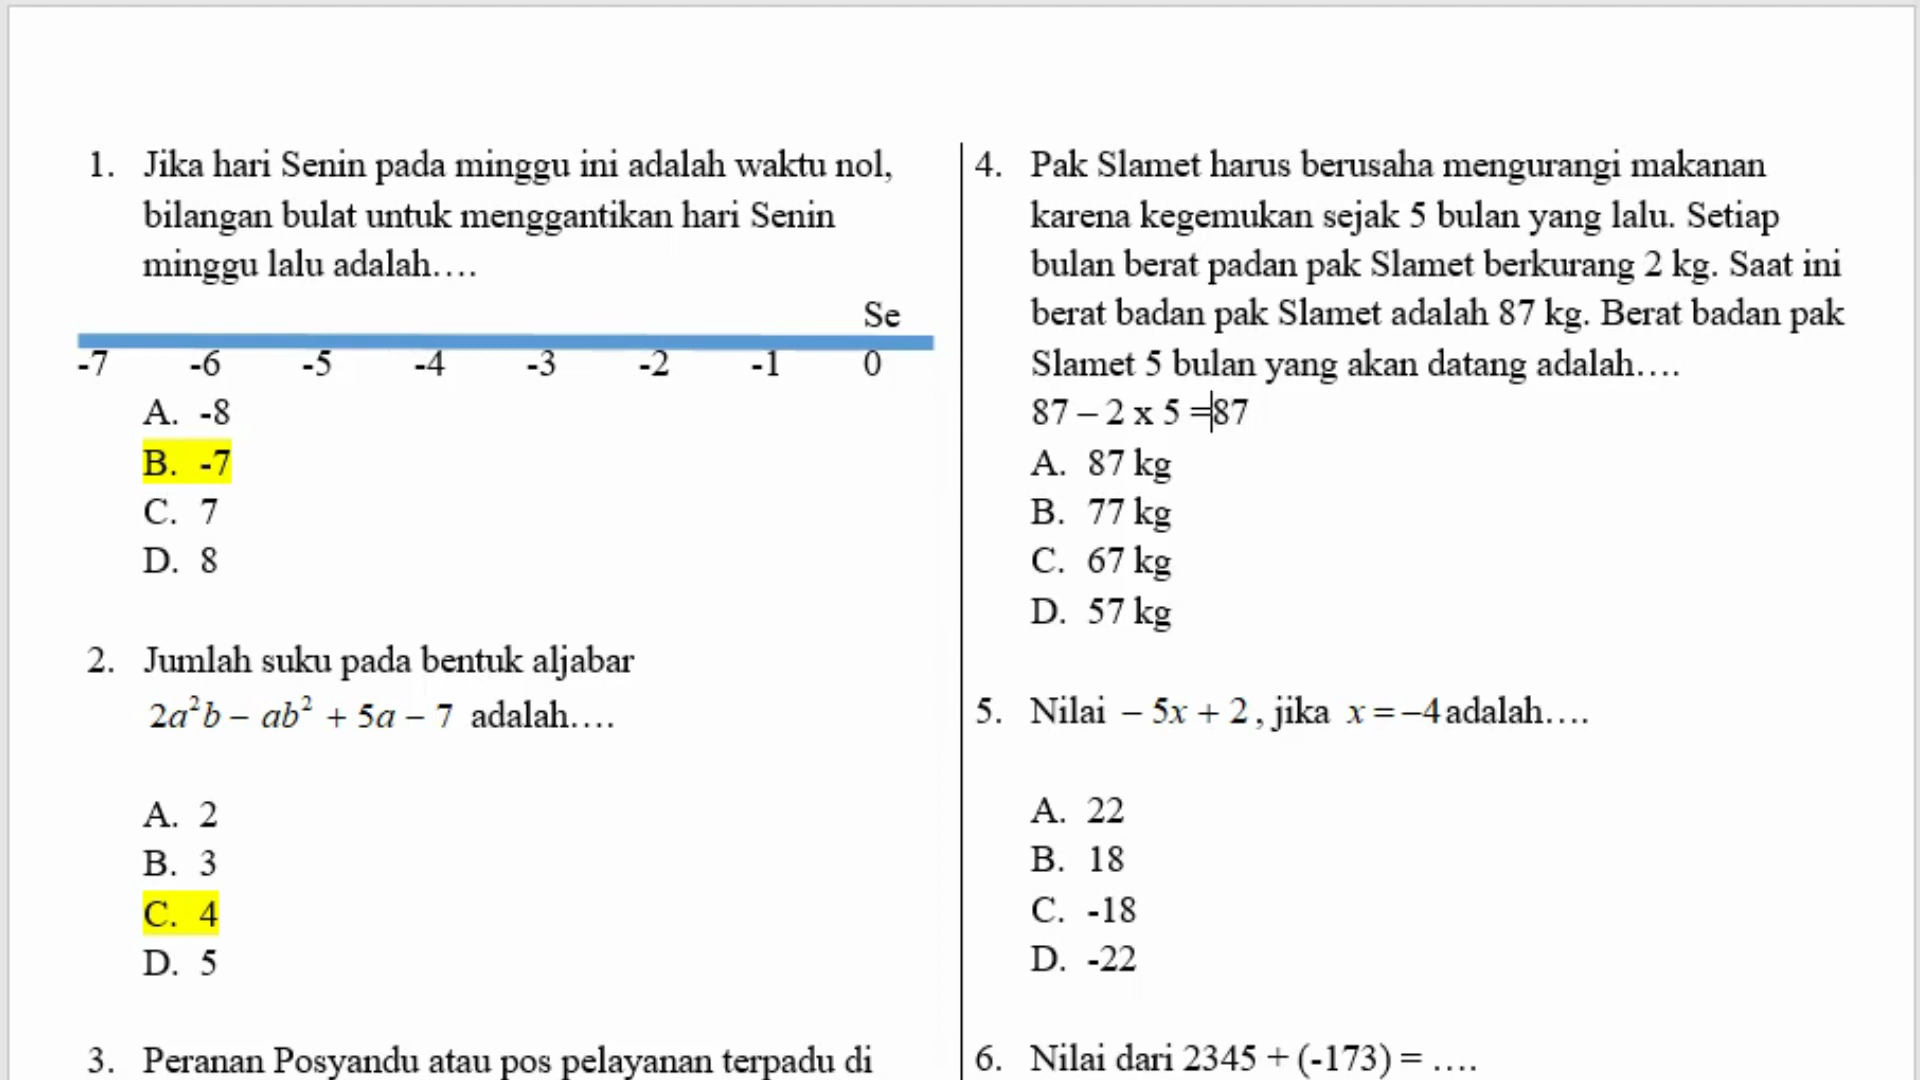 1. Jika hari Senin pada minggu ini adalah waktu nol,
bilangan bulat untuk menggantikan hari Senin
minggu lalu adalah....
Se
-7 -6 -5 -4 -3 -2 -1 0
A. -8
B. -7
C. 7
D. 8
2. Jumlah suku pada bentuk aljabar
2a²b – ab² + 5a – 7 adalah....
A. 2
B. 3
C. 4
D. 5
3. Peranan Posyandu atau pos pelayanan terpadu di
4. Pak Slamet harus berusaha mengurangi makanan
karena kegemukan sejak 5 bulan yang lalu. Setiap
bulan berat padan pak Slamet berkurang 2 kg. Saat ini
berat badan pak Slamet adalah 87 kg. Berat badan pak
Slamet 5 bulan yang akan datang adalah....
87 – 2 x 5 =87
A. 87 kg
B. 77 kg
C. 67 kg
D. 57 kg
5. Nilai – 5x + 2, jika x = –4 adalah....
A. 22
B. 18
C. -18
D. -22
6. Nilai dari 2345 + (-173) = ....